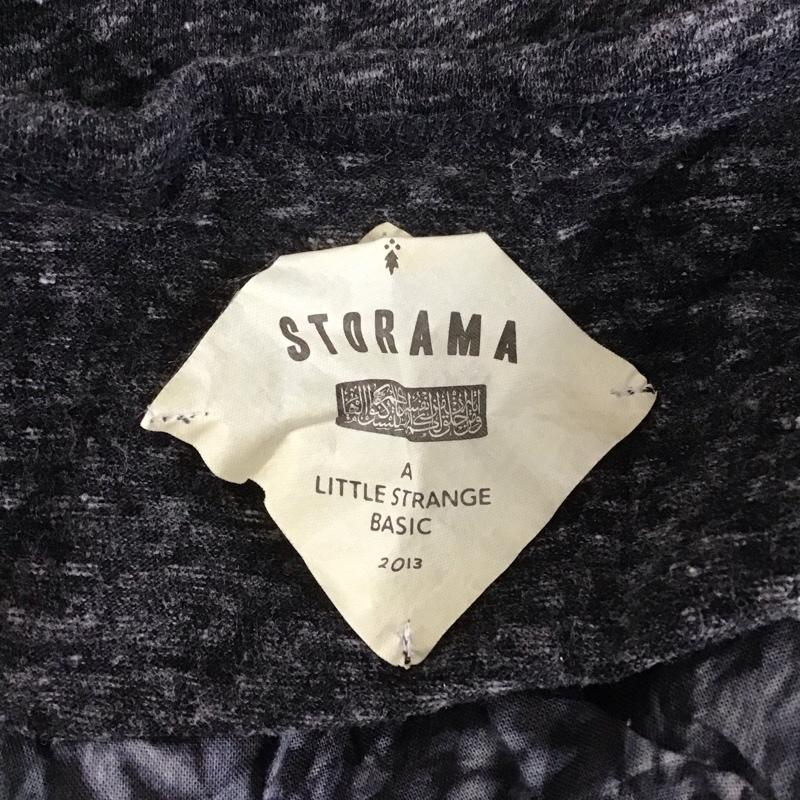 STORAMA
A
LITTLE STRANGE
BASIC
2013